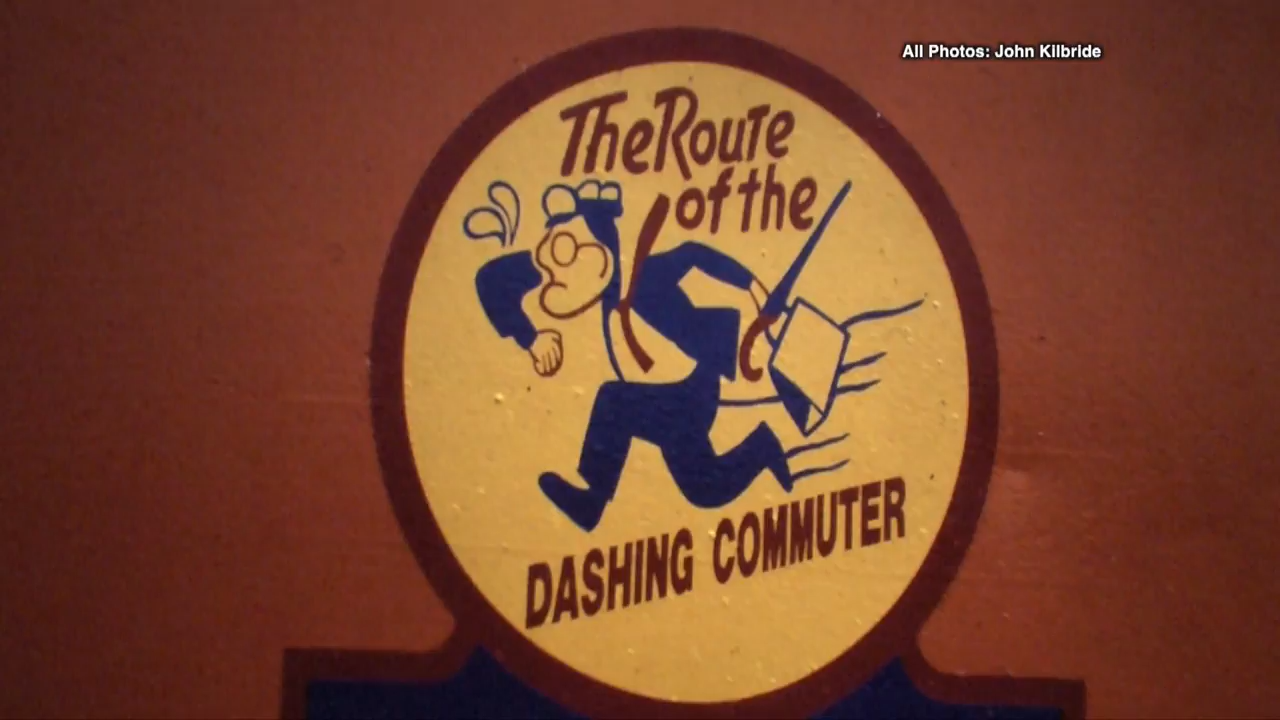 All Photos: John Kilbride
The Route
of the
DASHING COMMUTER